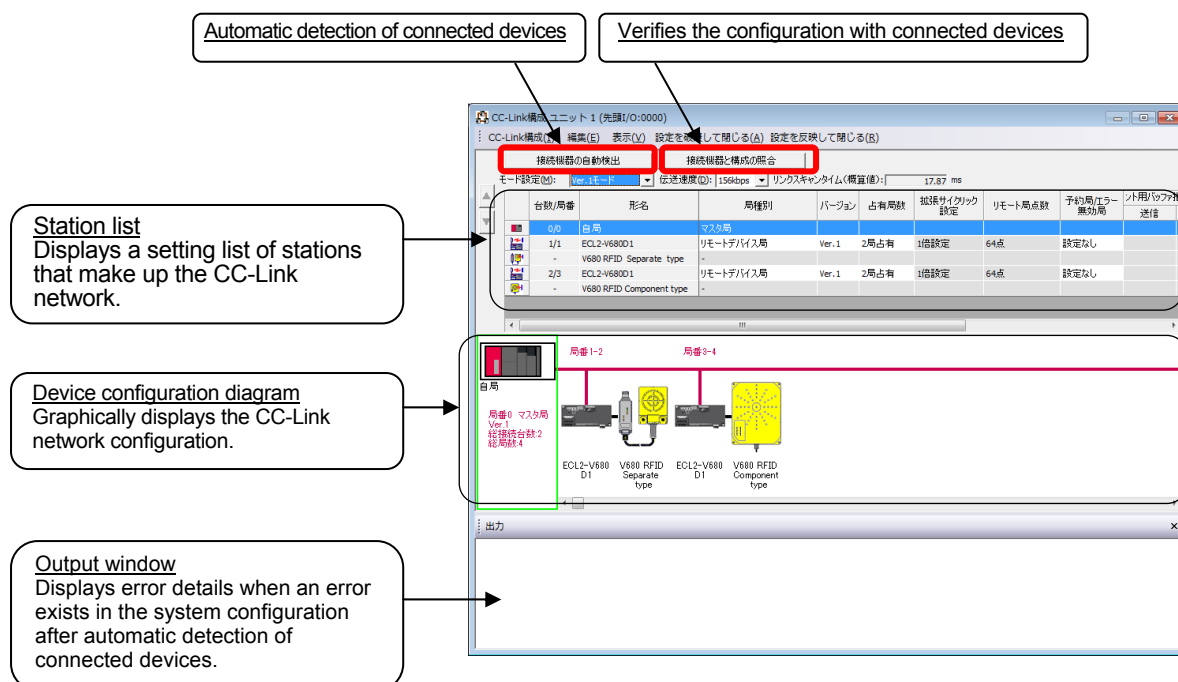 Automatic detection of connected devices
Verifies the configuration with connected devices
CC-Link構成 ユニット 1 (先頭I/O:0000)
編集(E) 表示(V) 設定を破棄して閉じる(A) 設定を反映して閉じる(R)
接続機器の自動検出 接続機器と構成の照合
モード設定(M): Ver.1モード 伝送速度(D): 156kbps リンクスキャンタイム(概算値): 17.87 ms
台数/局番 形名 局種別 バージョン 占有局数 拡張サイクリック設定 リモート局点数 予約局/エラー無効局 送信
0/0 自局 マスタ局
1/1 ECL2-V680D1 リモートデバイス局 Ver.1 2局占有 1倍設定 64点 設定なし
- V680 RFID Separate type -
2/3 ECL2-V680D1 リモートデバイス局 Ver.1 2局占有 1倍設定 64点 設定なし
- V680 RFID Component type -
Station list
Displays a setting list of stations
that make up the CC-Link
network.
局番1-2 局番3-4
自局
局番0 マスタ局
Ver.1
総接続台数:2
総局数:4
ECL2-V680
D1
V680 RFID
Separate
type
ECL2-V680
D1
V680 RFID
Component
type
Device configuration diagram
Graphically displays the CC-Link
network configuration.
出力
Output window
Displays error details when an error
exists in the system configuration
after automatic detection of
connected devices.